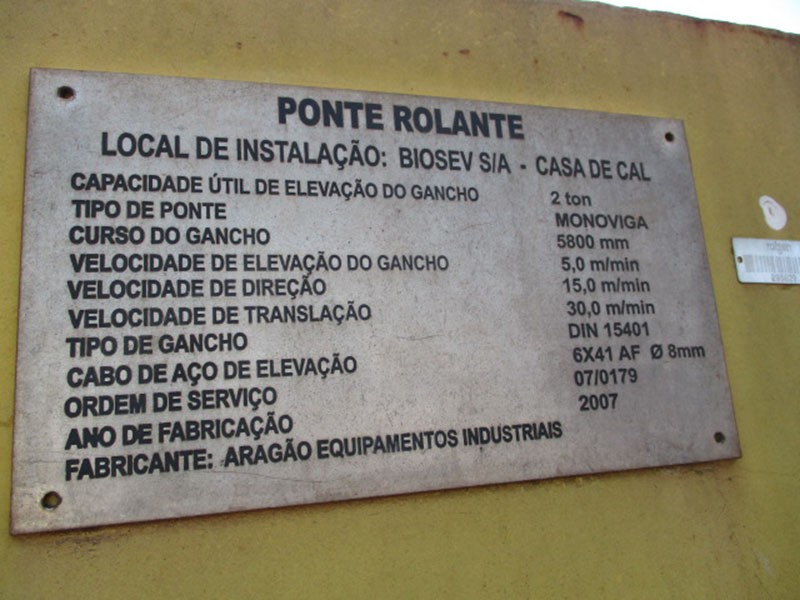 PONTE ROLANTE
LOCAL DE INSTALAÇÃO: BIOSEV S/A - CASA DE CAL
CAPACIDADE ÚTIL DE ELEVAÇÃO DO GANCHO 2 ton
TIPO DE PONTE MONOVIGA
CURSO DO GANCHO 5800 mm
VELOCIDADE DE ELEVAÇÃO DO GANCHO 5,0 m/min
VELOCIDADE DE DIREÇÃO 15,0 m/min
VELOCIDADE DE TRANSLAÇÃO 30,0 m/min
TIPO DE GANCHO DIN 15401
CABO DE AÇO DE ELEVAÇÃO 6X41 AF Ø 8mm
ORDEM DE SERVIÇO 07/0179
ANO DE FABRICAÇÃO 2007
FABRICANTE: ARAGÃO EQUIPAMENTOS INDUSTRIAIS